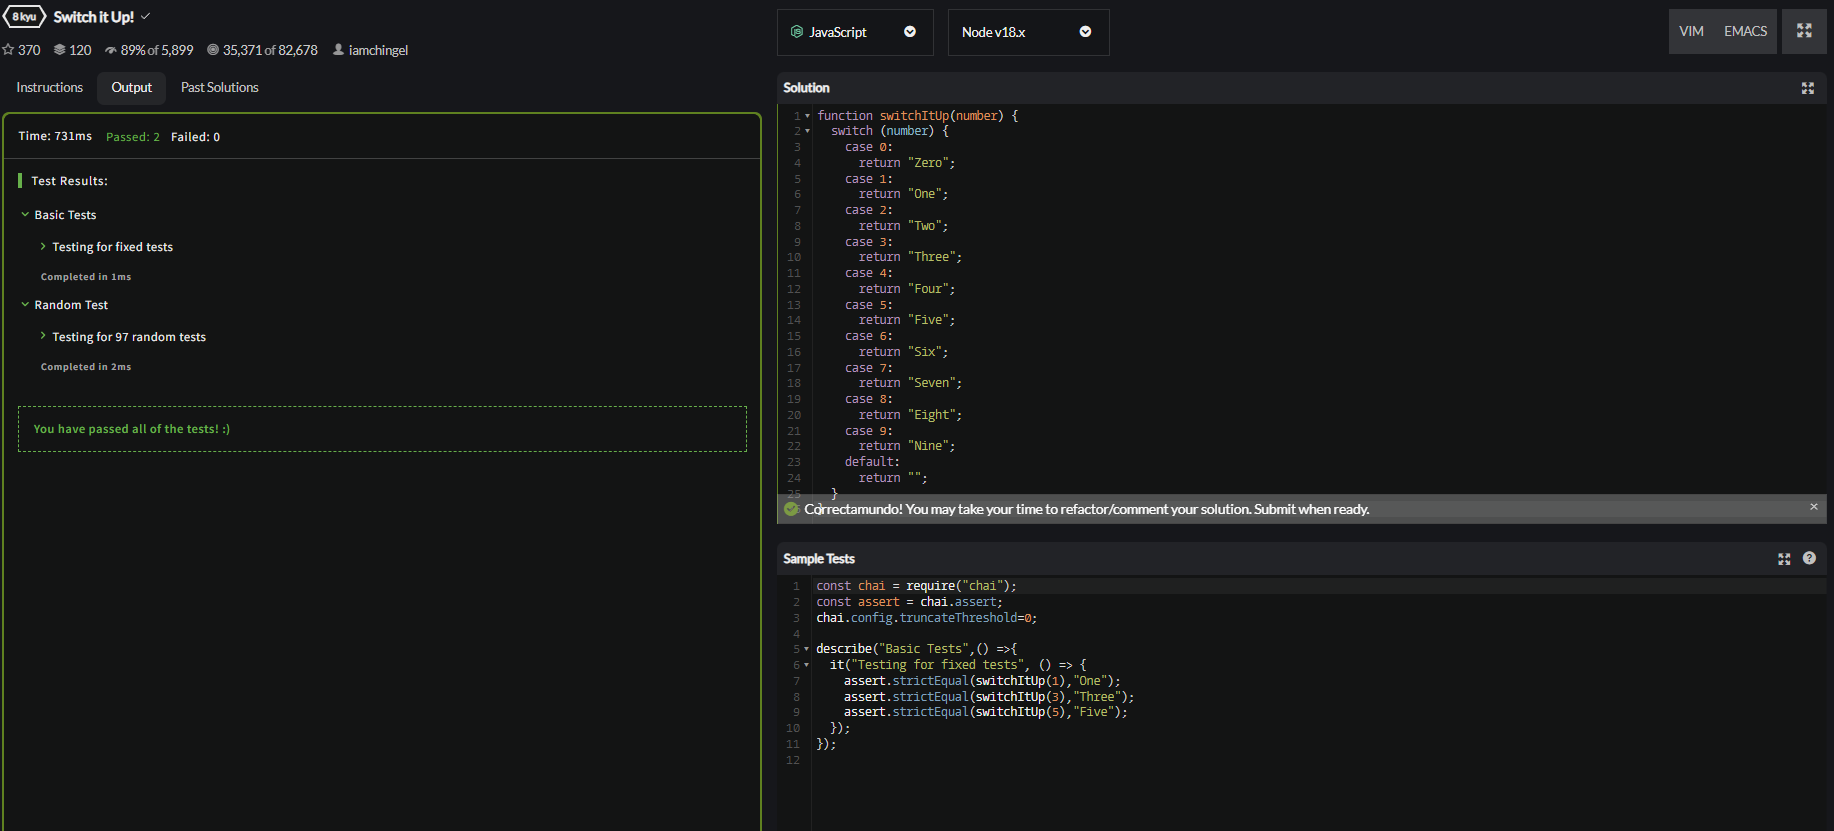 8 kyu Switch it Up!
370 120 89% of 5,899 35,371 of 82,678 iamchingel
Instructions Output Past Solutions
Time: 731ms Passed: 2 Failed: 0
Test Results:
Basic Tests
Testing for fixed tests
Completed in 1ms
Random Test
Testing for 97 random tests
Completed in 2ms
You have passed all of the tests! :)
JavaScript Node v18.x VIM EMACS
Solution
1 function switchItUp(number) {
2 switch (number) {
3 case 0:
4 return "Zero";
5 case 1:
6 return "One";
7 case 2:
8 return "Two";
9 case 3:
10 return "Three";
11 case 4:
12 return "Four";
13 case 5:
14 return "Five";
15 case 6:
16 return "Six";
17 case 7:
18 return "Seven";
19 case 8:
20 return "Eight";
21 case 9:
22 return "Nine";
23 default:
24 return "";
25 }
}
Correctamundo! You may take your time to refactor/comment your solution. Submit when ready. ×
Sample Tests ?
1 const chai = require("chai");
2 const assert = chai.assert;
3 chai.config.truncateThreshold=0;
4
5 describe("Basic Tests",() =>{
6 it("Testing for fixed tests", () => {
7 assert.strictEqual(switchItUp(1),"One");
8 assert.strictEqual(switchItUp(3),"Three");
9 assert.strictEqual(switchItUp(5),"Five");
10 });
11 });
12